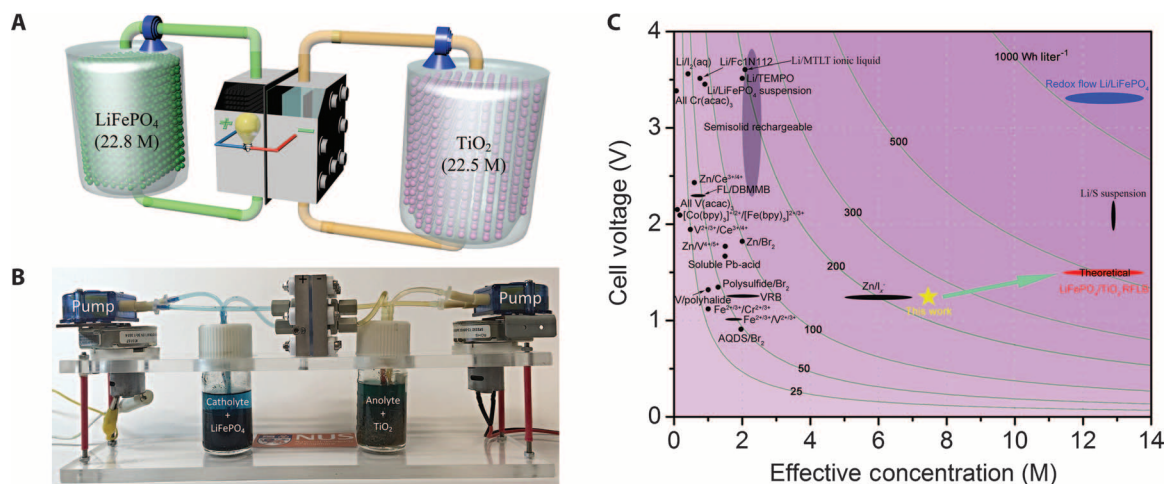 A
LiFePO₄
(22.8 M)
TiO₂
(22.5 M)
B
Pump
Pump
Catholyte
+
LiFePO₄
Anolyte
+
TiO₂
NUS
C
Cell voltage (V)
4
3
2
1
0
0
2
4
6
8
10
12
14
Effective concentration (M)
1000 Wh liter⁻¹
500
300
200
100
50
25
Li/I₂(aq)
Li/Fc1N112
Li/MTLT ionic liquid
Li/TEMPO
Li/LiFePO₄ suspension
All Cr(acac)₃
Semisolid rechargeable
Redox flow Li/LiFePO₄
Zn/Ce³⁺/⁴⁺
FL/DBMMB
All V(acac)₃
[Co(bpy)₃]⁺/²⁺/[Fe(bpy)₃]²⁺/³⁺
V²⁺/³⁺/Ce³⁺/⁴⁺
Zn/V⁴⁺/⁵⁺
Zn/Br₂
Soluble Pb-acid
Li/S suspension
Theoretical
LiFePO₄/TiO₂ RFLB
Zn/I₂
This work
Polysulfide/Br₂
V/polyhalide
VRB
Fe²⁺/³⁺/Cr²⁺/³⁺
Fe²⁺/³⁺/V²⁺/³⁺
AQDS/Br₂